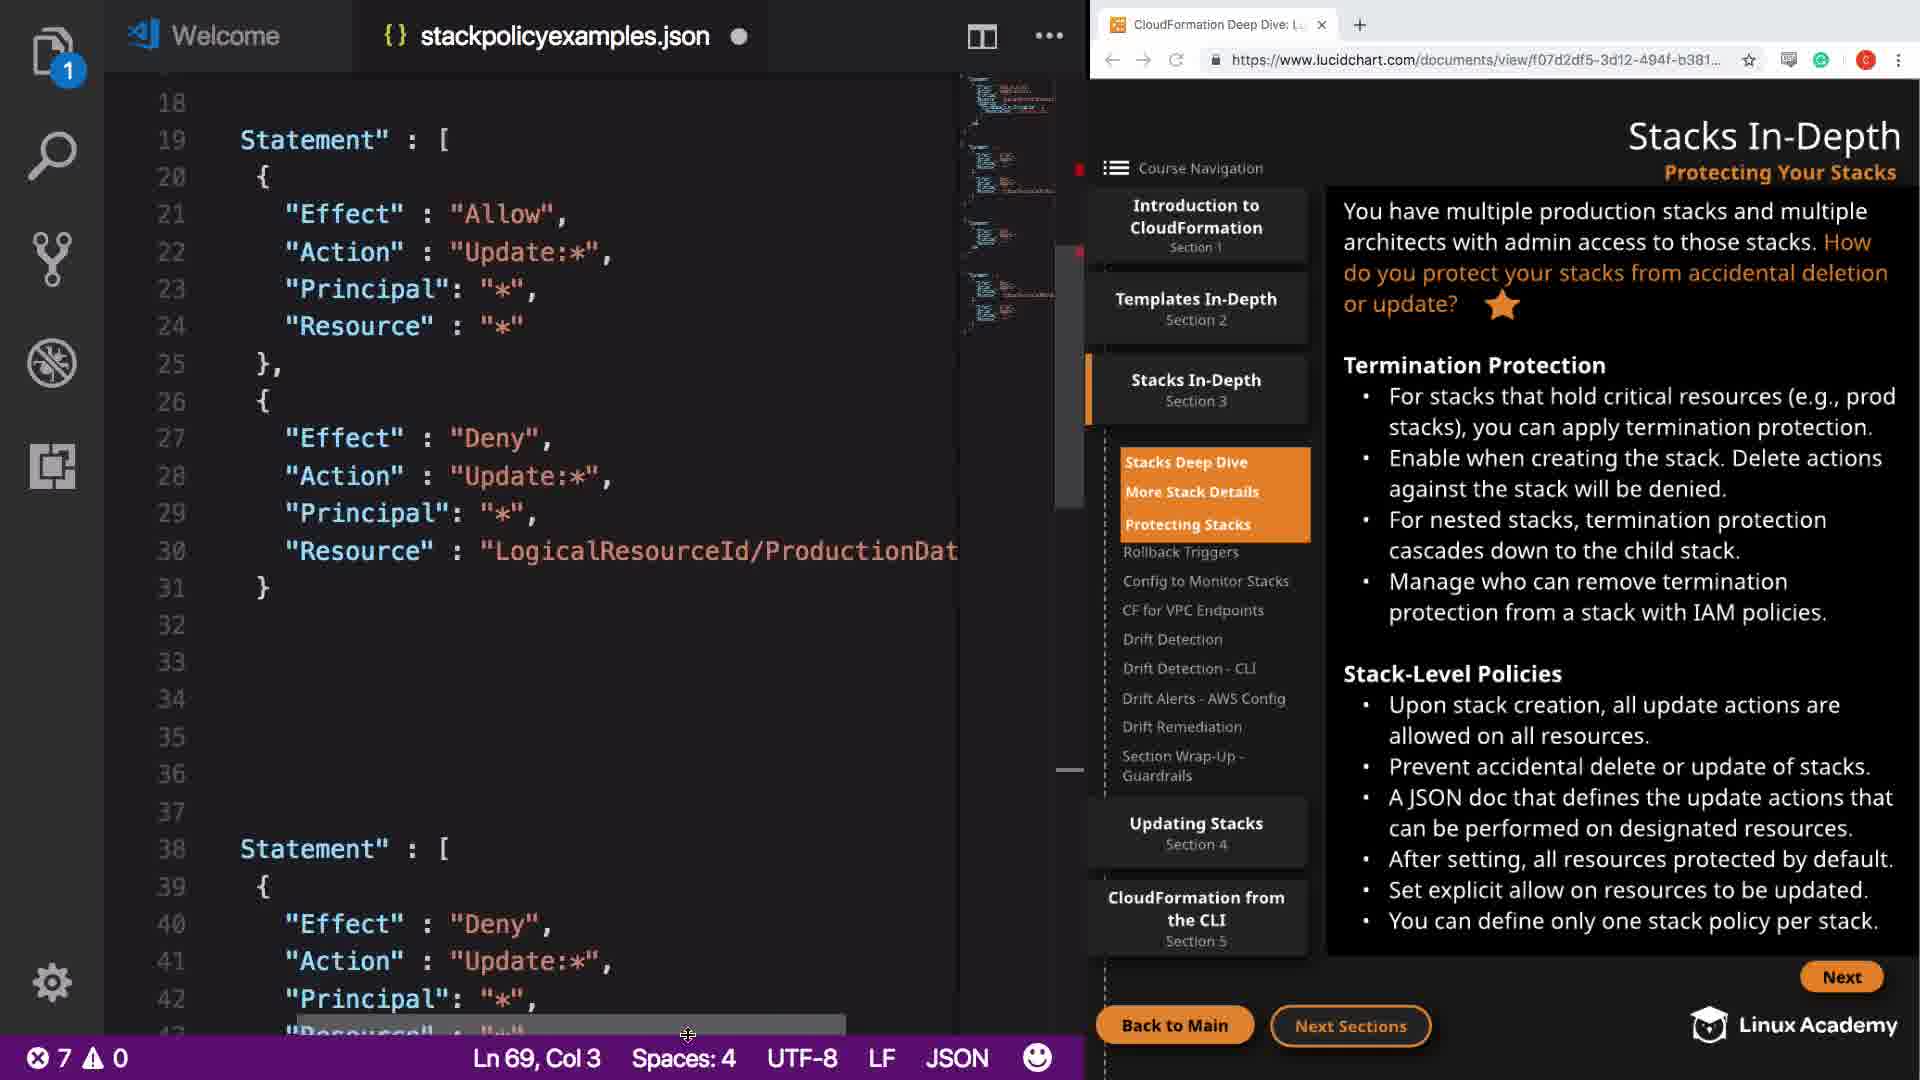 Welcome
{} stackpolicyexamples.json
1
18
19 Statement" : [
20 {
21 "Effect" : "Allow",
22 "Action" : "Update:*",
23 "Principal": "*",
24 "Resource" : "*"
25 },
26 {
27 "Effect" : "Deny",
28 "Action" : "Update:*",
29 "Principal": "*",
30 "Resource" : "LogicalResourceId/ProductionDat
31 }
32
33
34
35
36
37
38 Statement" : [
39 {
40 "Effect" : "Deny",
41 "Action" : "Update:*",
42 "Principal": "*",
7 0
Ln 69, Col 3 Spaces: 4 UTF-8 LF JSON
CloudFormation Deep Dive: L
https://www.lucidchart.com/documents/view/f07d2df5-3d12-494f-b381...
C
Stacks In-Depth
Protecting Your Stacks
Course Navigation
Introduction to
CloudFormation
Section 1
Templates In-Depth
Section 2
Stacks In-Depth
Section 3
Stacks Deep Dive
More Stack Details
Protecting Stacks
Rollback Triggers
Config to Monitor Stacks
CF for VPC Endpoints
Drift Detection
Drift Detection - CLI
Drift Alerts - AWS Config
Drift Remediation
Section Wrap-Up -
Guardrails
Updating Stacks
Section 4
CloudFormation from
the CLI
Section 5
You have multiple production stacks and multiple
architects with admin access to those stacks. How
do you protect your stacks from accidental deletion
or update?
Termination Protection
• For stacks that hold critical resources (e.g., prod
stacks), you can apply termination protection.
• Enable when creating the stack. Delete actions
against the stack will be denied.
• For nested stacks, termination protection
cascades down to the child stack.
• Manage who can remove termination
protection from a stack with IAM policies.
Stack-Level Policies
• Upon stack creation, all update actions are
allowed on all resources.
• Prevent accidental delete or update of stacks.
• A JSON doc that defines the update actions that
can be performed on designated resources.
• After setting, all resources protected by default.
• Set explicit allow on resources to be updated.
• You can define only one stack policy per stack.
Next
Back to Main
Next Sections
Linux Academy